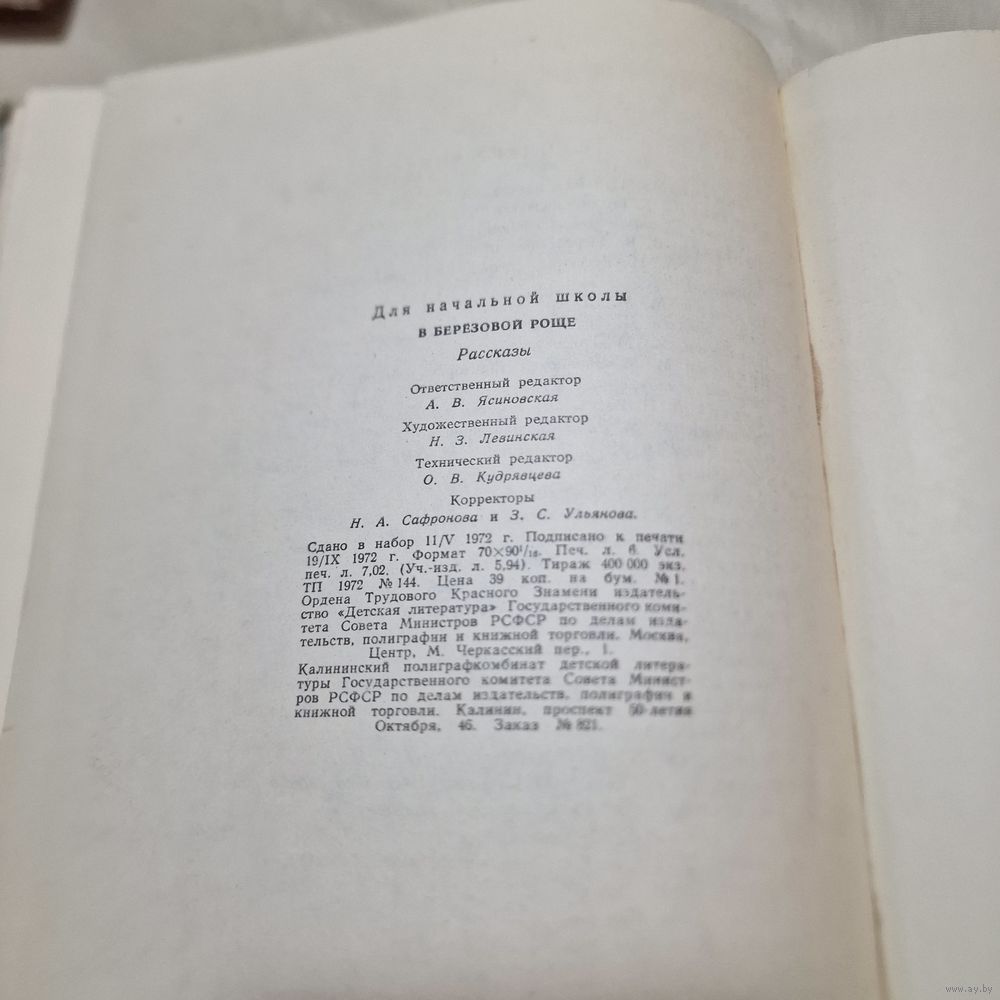 Для начальной школы
В БЕРЁЗОВОЙ РОЩЕ
Рассказы
Ответственный редактор
А. В. Ясиновская
Художественный редактор
Н. З. Левинская
Технический редактор
О. В. Кудрявцева
Корректоры
Н. А. Сафронова и З. С. Ульянова.
Сдано в набор 11/V 1972 г. Подписано к печати
19/IX 1972 г. Формат 70×90¹/₁₆. Печ. л. 6. Усл.
печ. л. 7,02. (Уч.-изд. л. 5,94). Тираж 400 000 экз.
ТП 1972 № 144. Цена 39 коп. на бум. № 1.
Ордена Трудового Красного Знамени издатель-
ство «Детская литература» Государственного коми-
тета Совета Министров РСФСР по делам изда-
тельств, полиграфии и книжной торговли. Москва,
Центр, М. Черкасский пер., 1.
Калининский полиграфкомбинат детской литера-
туры Государственного комитета Совета Минист-
ров РСФСР по делам издательств, полиграфии и
книжной торговли. Калинин, проспект 50-летия
Октября, 46. Заказ № 821.
www.ay.by